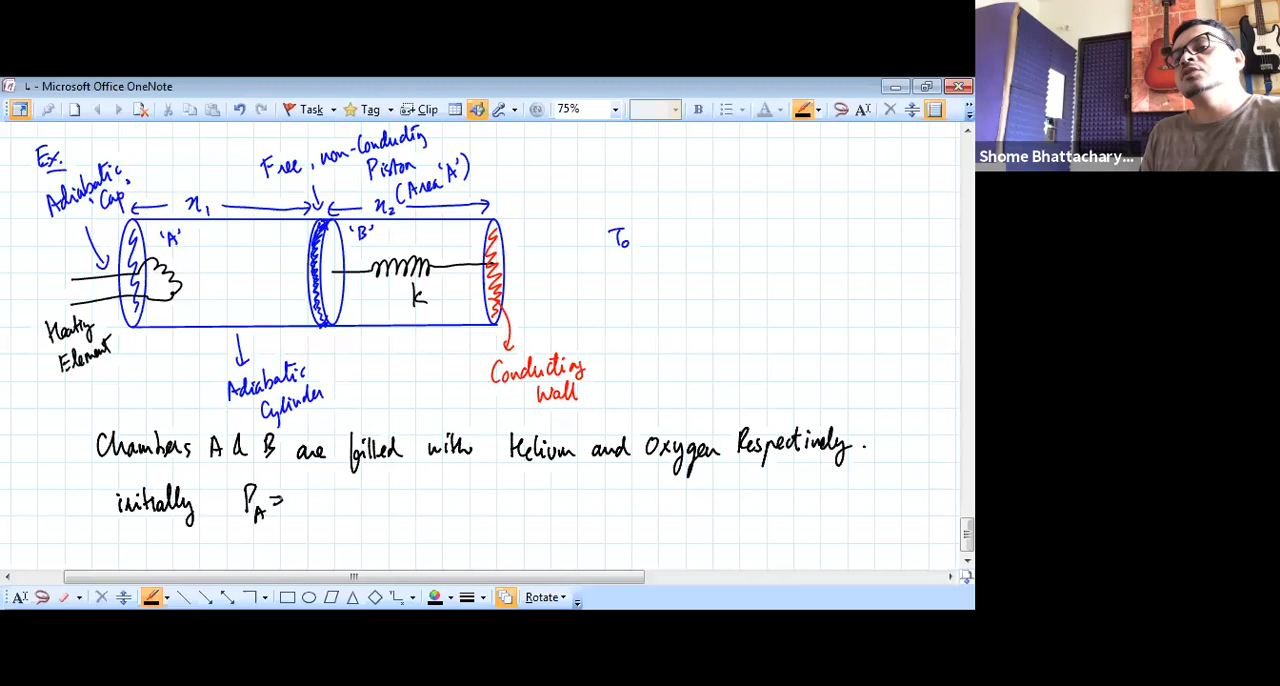 L - Microsoft Office OneNote
Task
Tag
Clip
75%
B
A
Ex.
Adiabatic
Cap
Free, non-Conducting
Piston
(Area 'A')
x1
x2
'A'
'B'
T0
k
Heating
Element
Adiabatic
Cylinder
Conducting
Wall
Chambers A & B are filled with Helium and Oxygen Respectively.
initially PA =
Rotate
Shome Bhattachary...